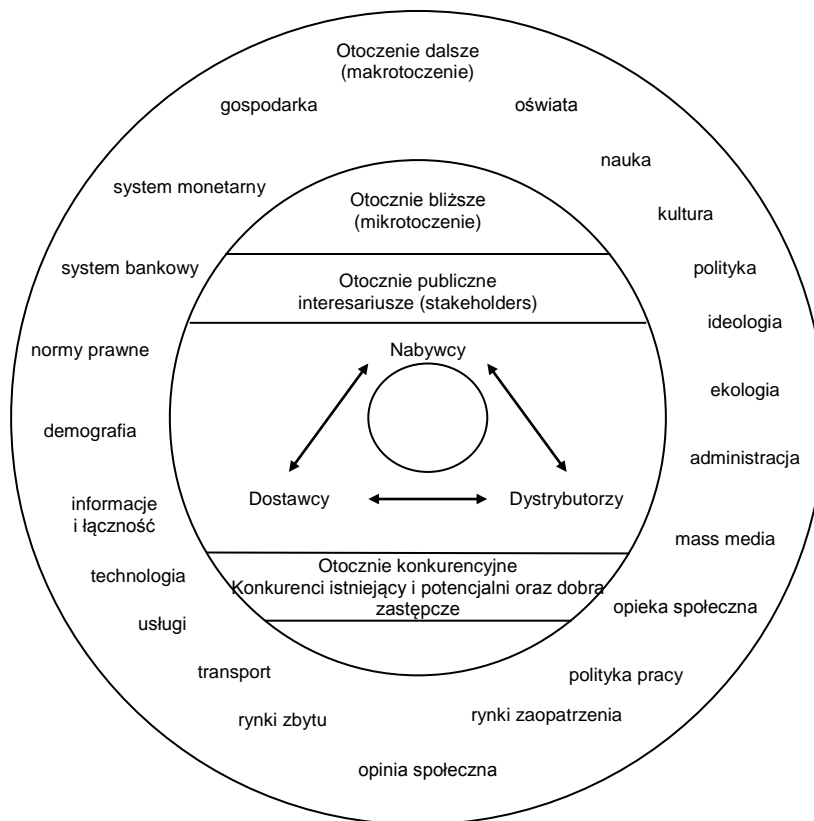 Otoczenie dalsze
(makrotoczenie)
gospodarka
oświata
nauka
system monetarny
kultura
Otocznie bliższe
(mikrotoczenie)
system bankowy
polityka
Otocznie publiczne
interesariusze (stakeholders)
ideologia
normy prawne
Nabywcy
ekologia
demografia
administracja
Dostawcy
Dystrybutorzy
informacje
i łączność
mass media
Otocznie konkurencyjne
Konkurenci istniejący i potencjalni oraz dobra
zastępcze
technologia
opieka społeczna
usługi
transport
polityka pracy
rynki zbytu
rynki zaopatrzenia
opinia społeczna